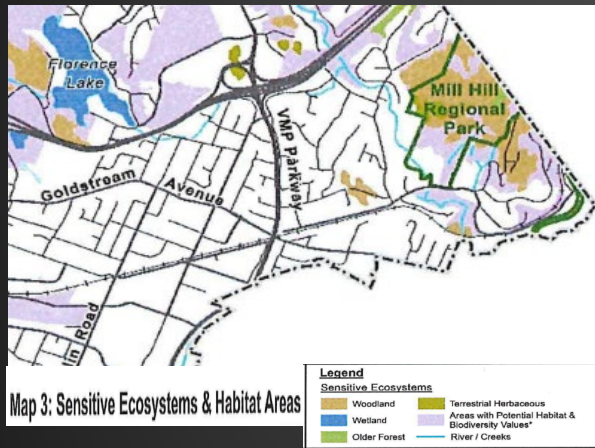 Florence
Lake
Mill Hill
Regional
Park
VMP Parkway
Goldstream Avenue
Road
Map 3: Sensitive Ecosystems & Habitat Areas
Legend
Sensitive Ecosystems
Woodland
Wetland
Older Forest
Terrestrial Herbaceous
Areas with Potential Habitat &
Biodiversity Values*
River / Creeks